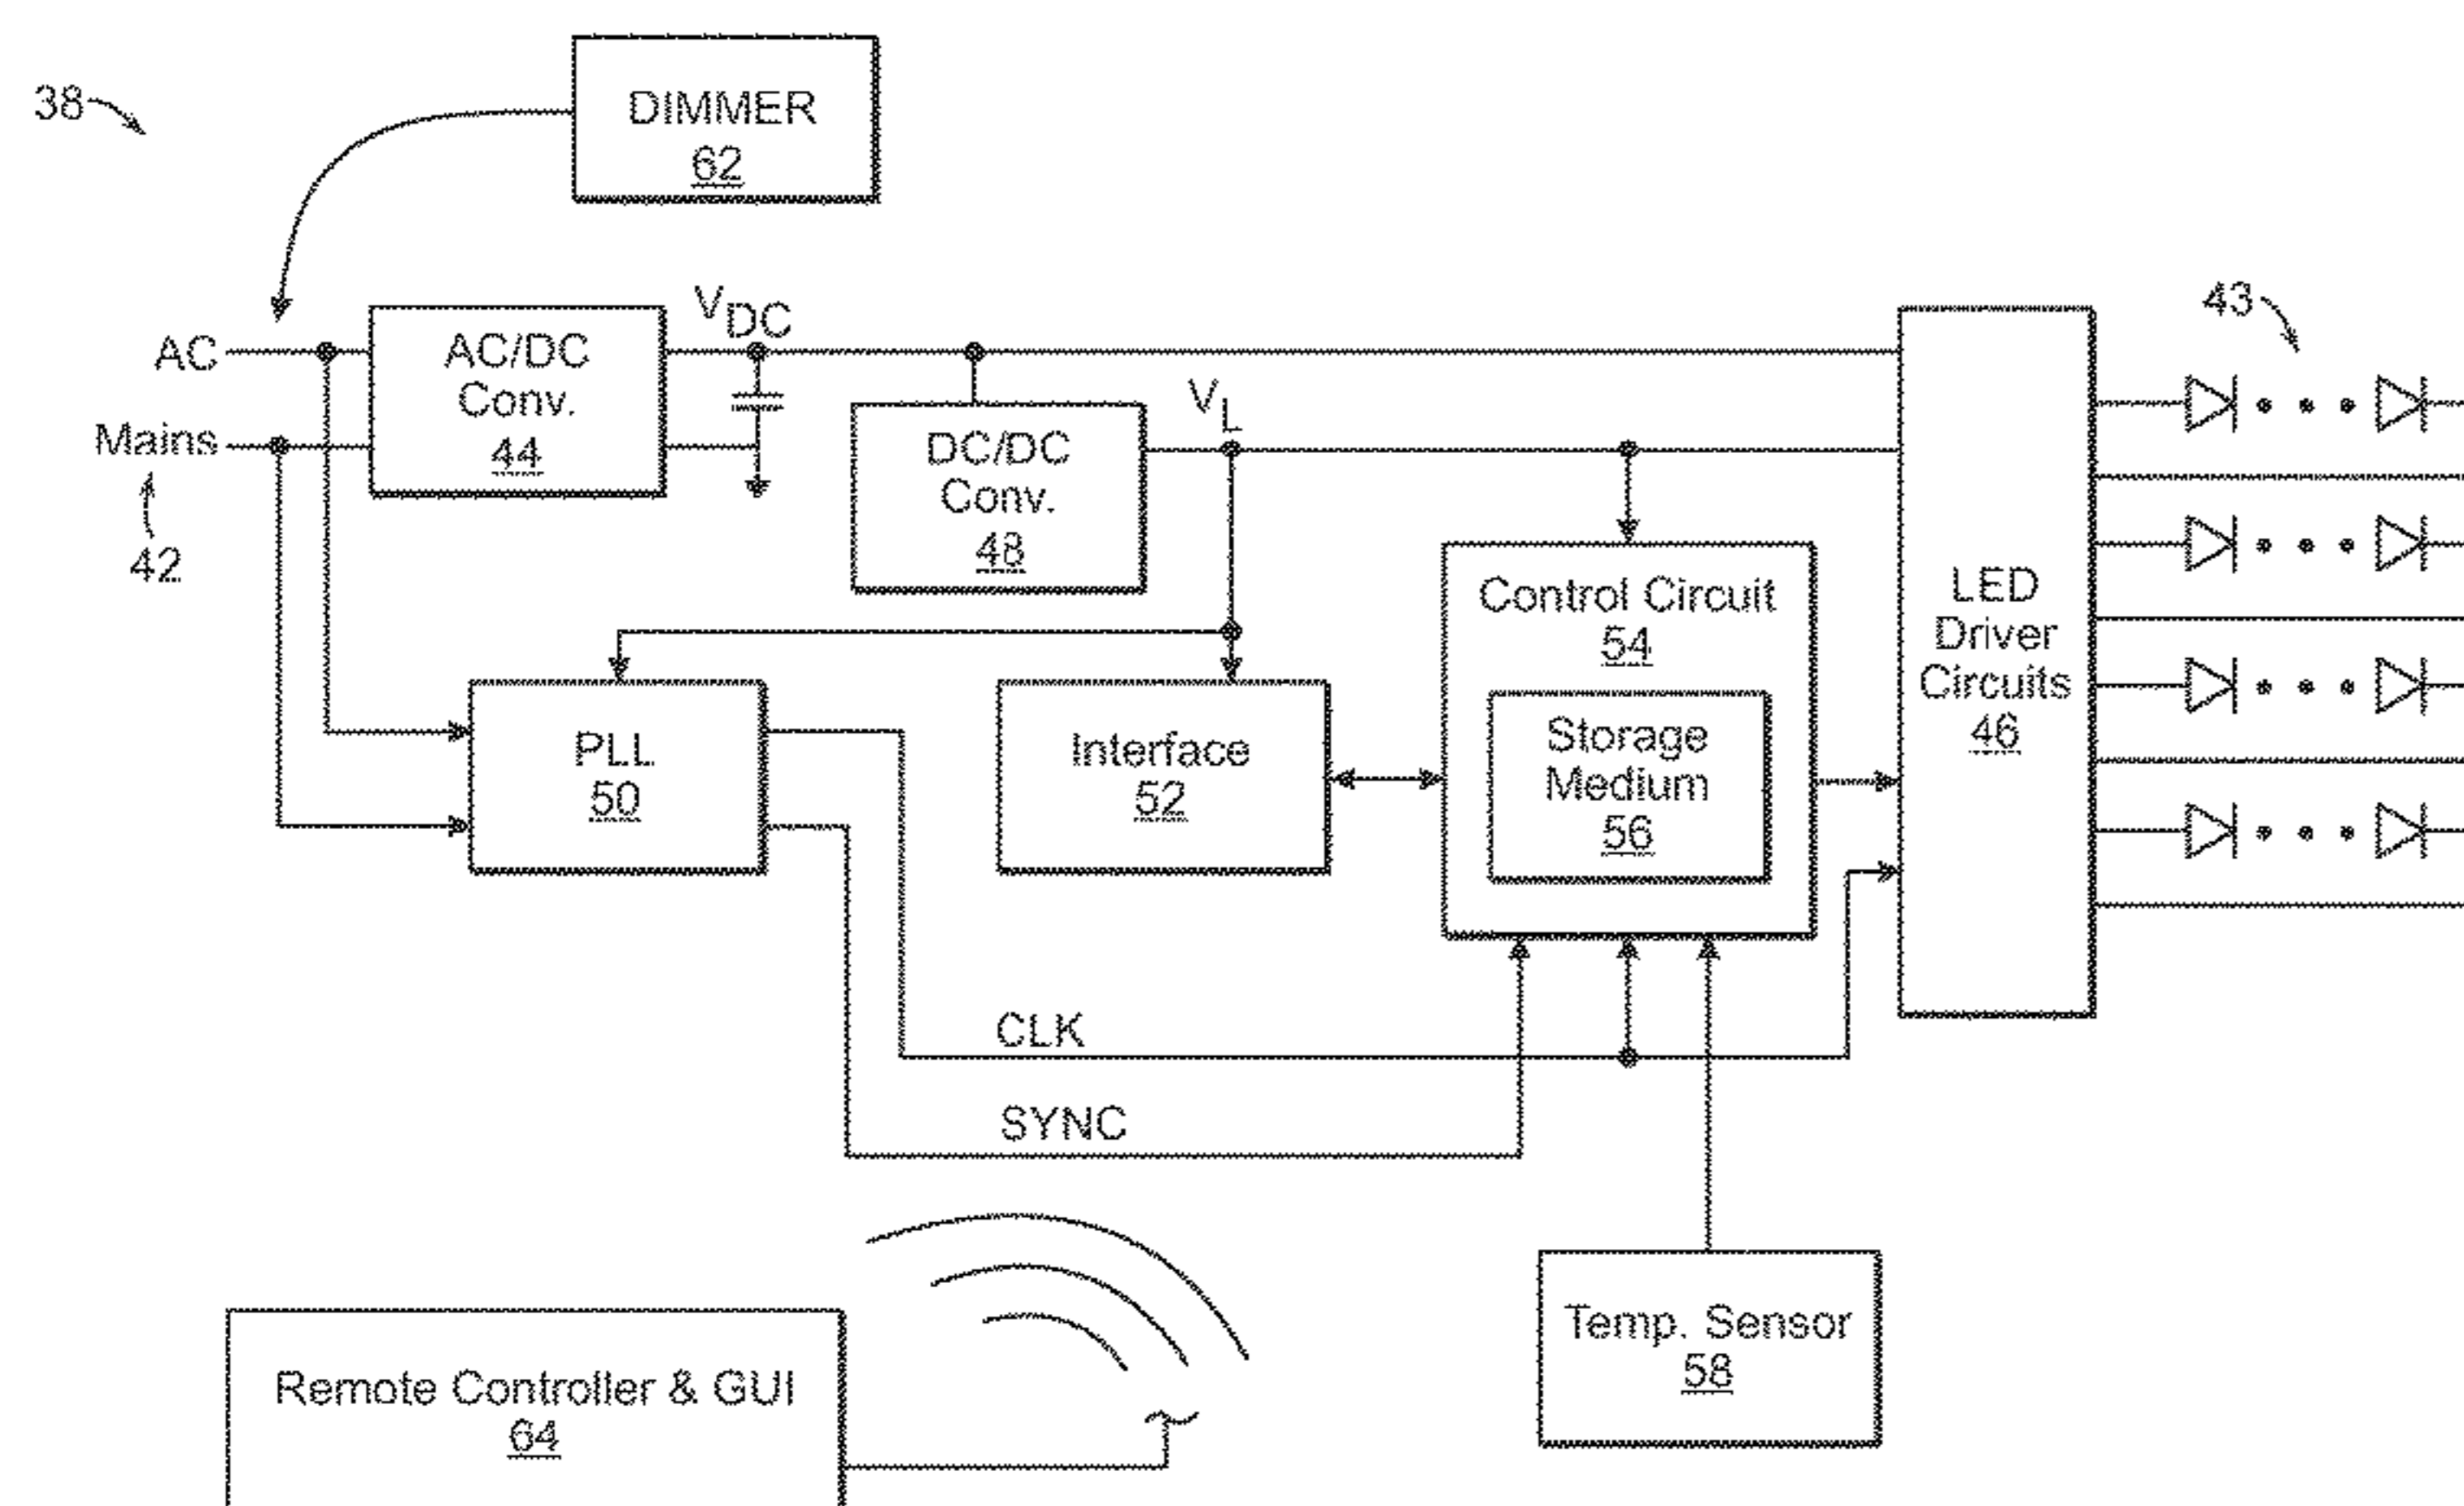 38
DIMMER
62
AC
Mains
42
AC/DC
Conv.
44
VDC
DC/DC
Conv.
48
VL
43
Control Circuit
54
Storage
Medium
56
LED
Driver
Circuits
46
PLL
50
Interface
52
CLK
SYNC
Temp. Sensor
58
Remote Controller & GUI
64